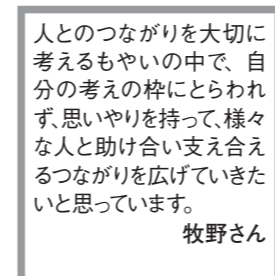 人とのつながりを大切に
考えるもやいの中で、自
分の考えの枠にとらわれ
ず、思いやりを持って、様々
な人と助け合い支え合え
るつながりを広げていきた
いと思っています。
牧野さん